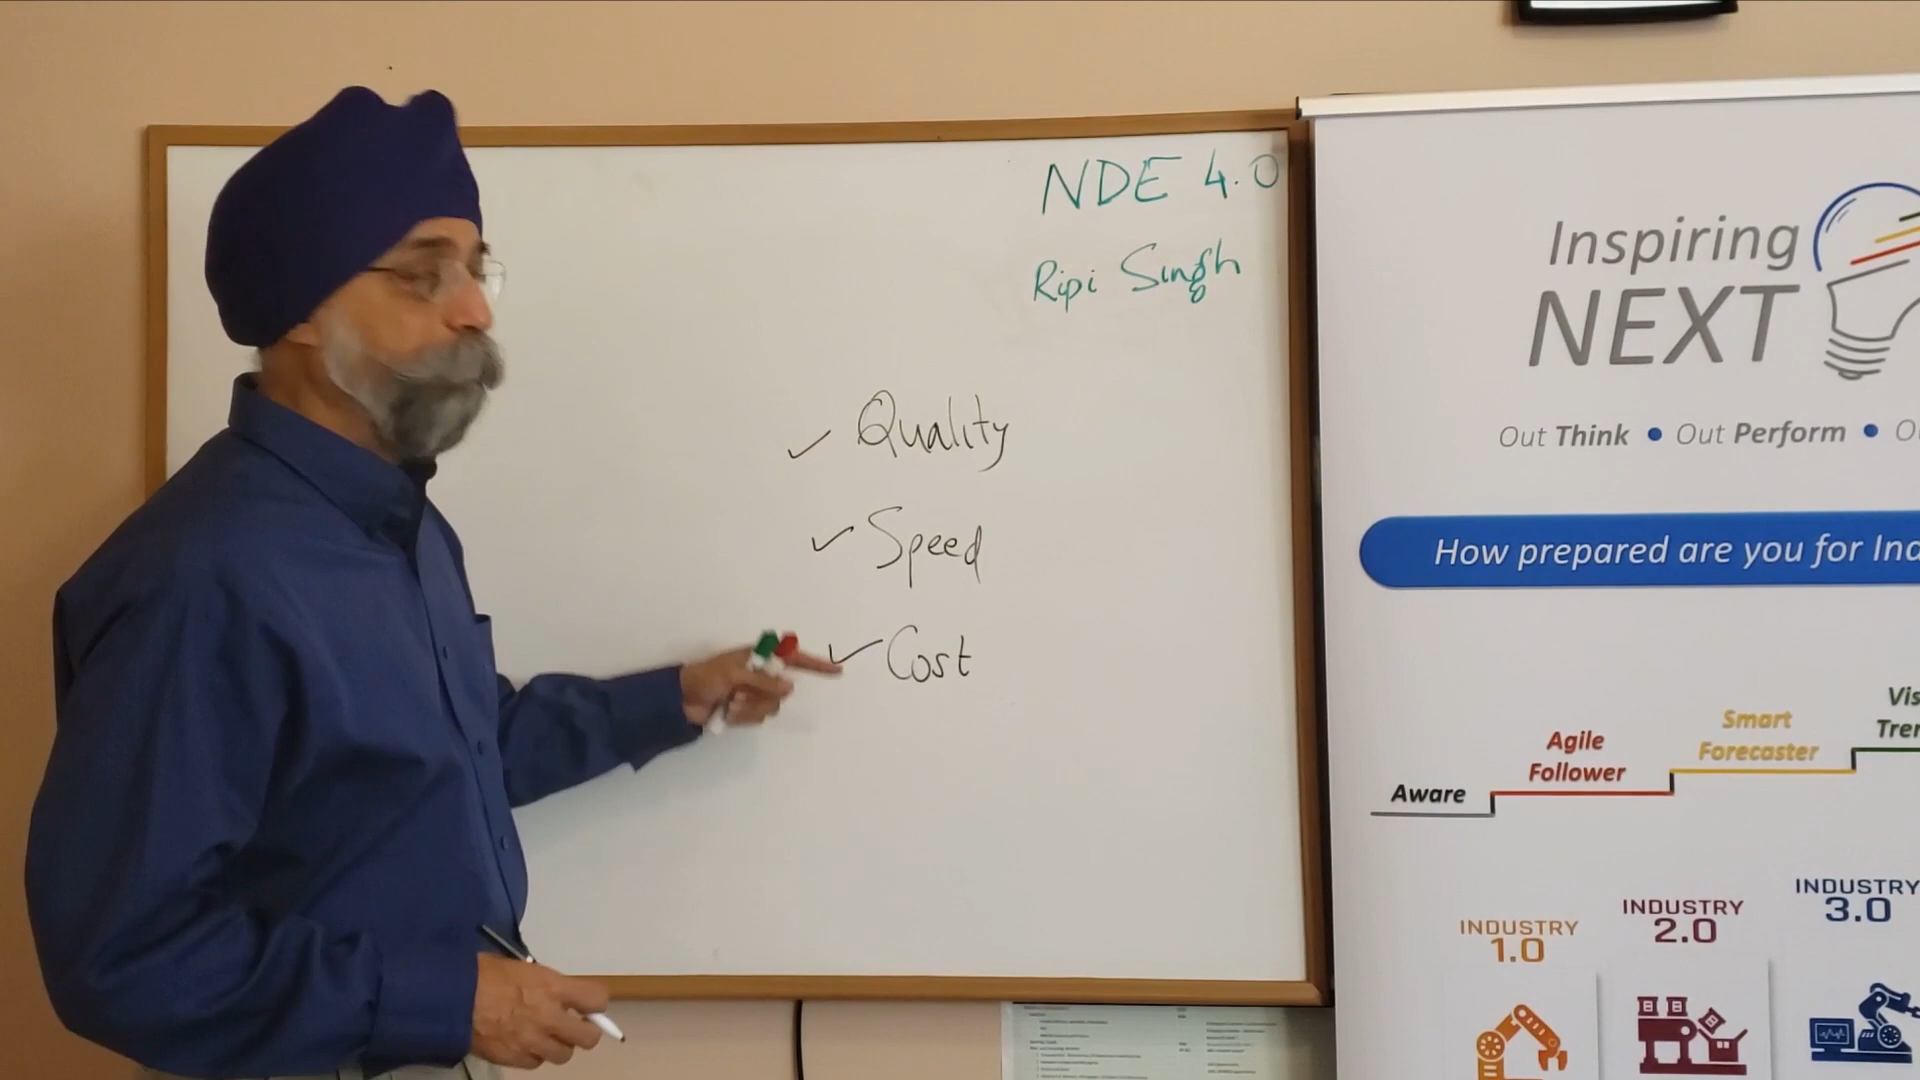 NDE 4.0
Ripi Singh
✓ Quality
✓ Speed
✓ Cost
Inspiring
NEXT
Out Think • Out Perform •
How prepared are you for
Aware
Agile
Follower
Smart
Forecaster
INDUSTRY
1.0
INDUSTRY
2.0
INDUSTRY
3.0